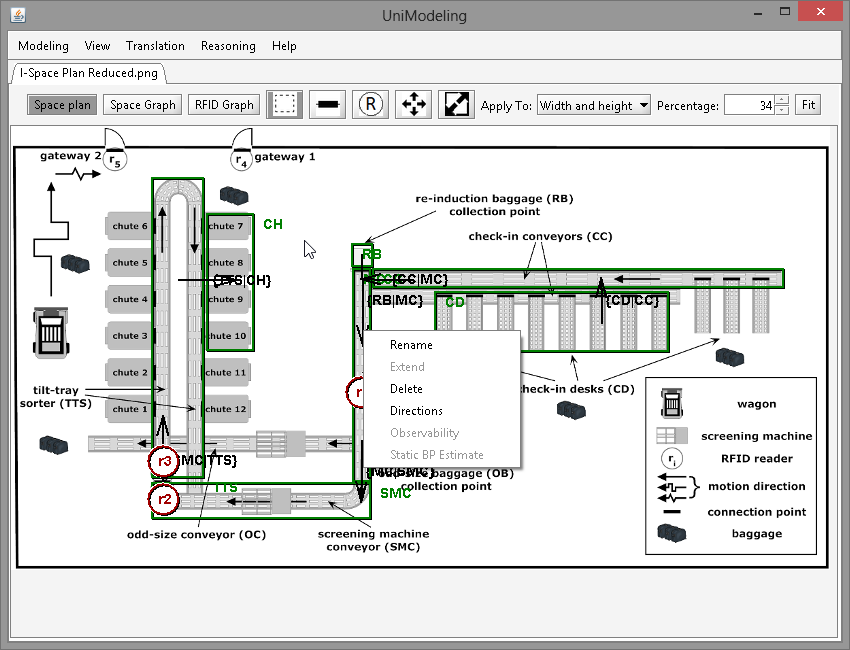 UniModeling
Modeling View Translation Reasoning Help
I-Space Plan Reduced.png
Space plan Space Graph RFID Graph R Apply To: Width and height Percentage: 34 Fit
gateway 2 r5 r4 gateway 1
re-induction baggage (RB)
collection point
check-in conveyors (CC)
chute 6 chute 7 CH
chute 5 chute 8 RB
{TTS|CH} {CC|MC}
chute 4 chute 9 {RB|MC} CD {CD|CC}
chute 3 chute 10
Rename
Extend
Delete
Directions
Observability
Static BP Estimate
chute 2 chute 11
chute 1 chute 12
tilt-tray
sorter (TTS)
check-in desks (CD)
r3 MC|TTS}
r2 TTS
baggage (OB)
collection point
SMC
odd-size conveyor (OC)
screening machine
conveyor (SMC)
wagon
screening machine
ri RFID reader
motion direction
connection point
baggage